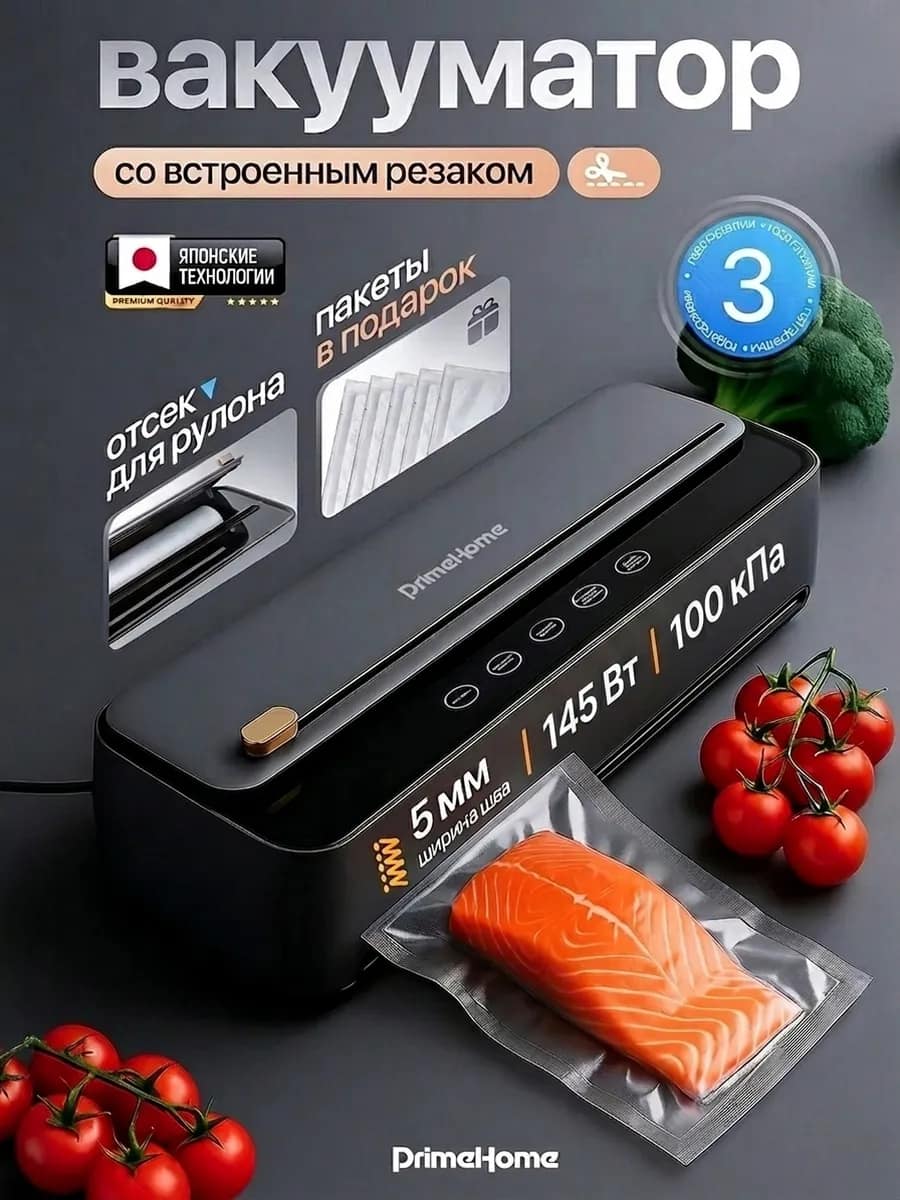 вакууматор
со встроенным резаком
ЯПОНСКИЕ
ТЕХНОЛОГИИ
PREMIUM QUALITY
пакеты
в подарок
3
отсек
для рулона
PrimeHome
100 кПа
145 Вт
5 мм
ширина шва
PrimeHome